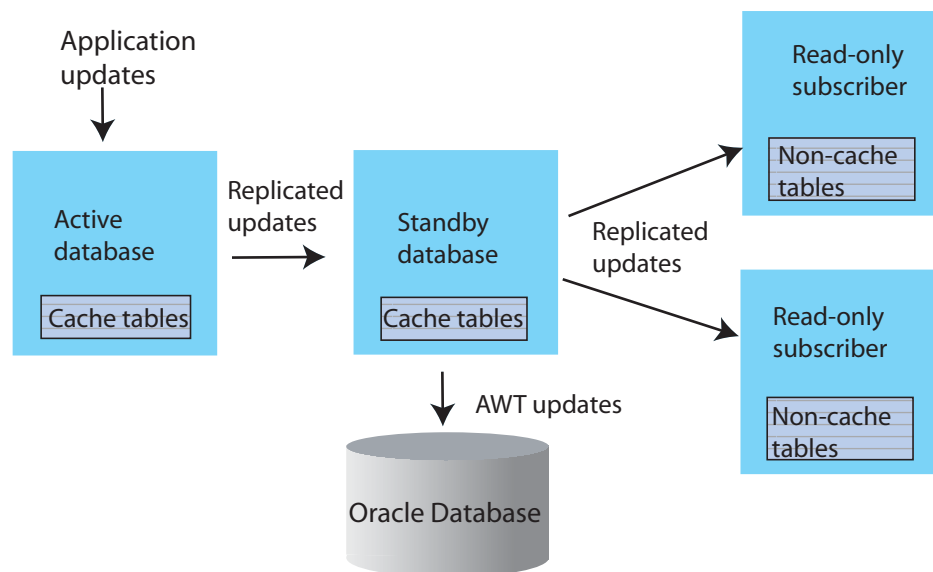 Application
updates
Active
database
Cache tables
Replicated
updates
Standby
database
Cache tables
AWT updates
Oracle Database
Replicated
updates
Read-only
subscriber
Non-cache
tables
Read-only
subscriber
Non-cache
tables